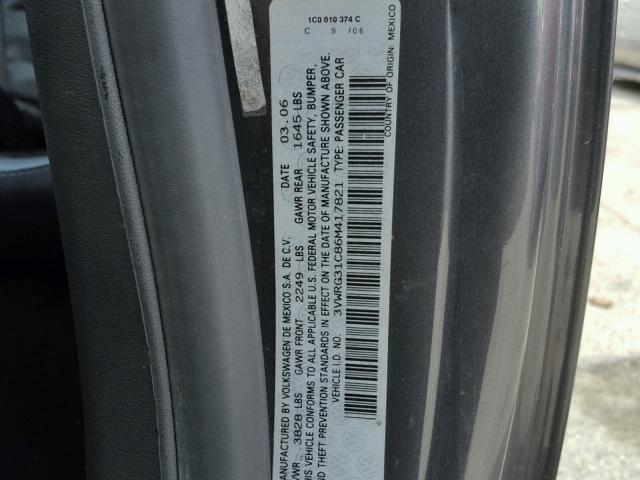 1C0 010 374 C
C 9 /06
MANUFACTURED BY VOLKSWAGEN DE MEXICO S.A. DE C.V. DATE 03.06
3828 LBS GAWR FRONT 2249 LBS GAWR REAR 1645 LBS
VEHICLE CONFORMS TO ALL APPLICABLE U.S. FEDERAL MOTOR VEHICLE SAFETY, BUMPER,
AND THEFT PREVENTION STANDARDS IN EFFECT ON THE DATE OF MANUFACTURE SHOWN ABOVE.
VEHICLE I.D. NO. 3VWRG31C86M417821 TYPE: PASSENGER CAR
COUNTRY OF ORIGIN: MEXICO